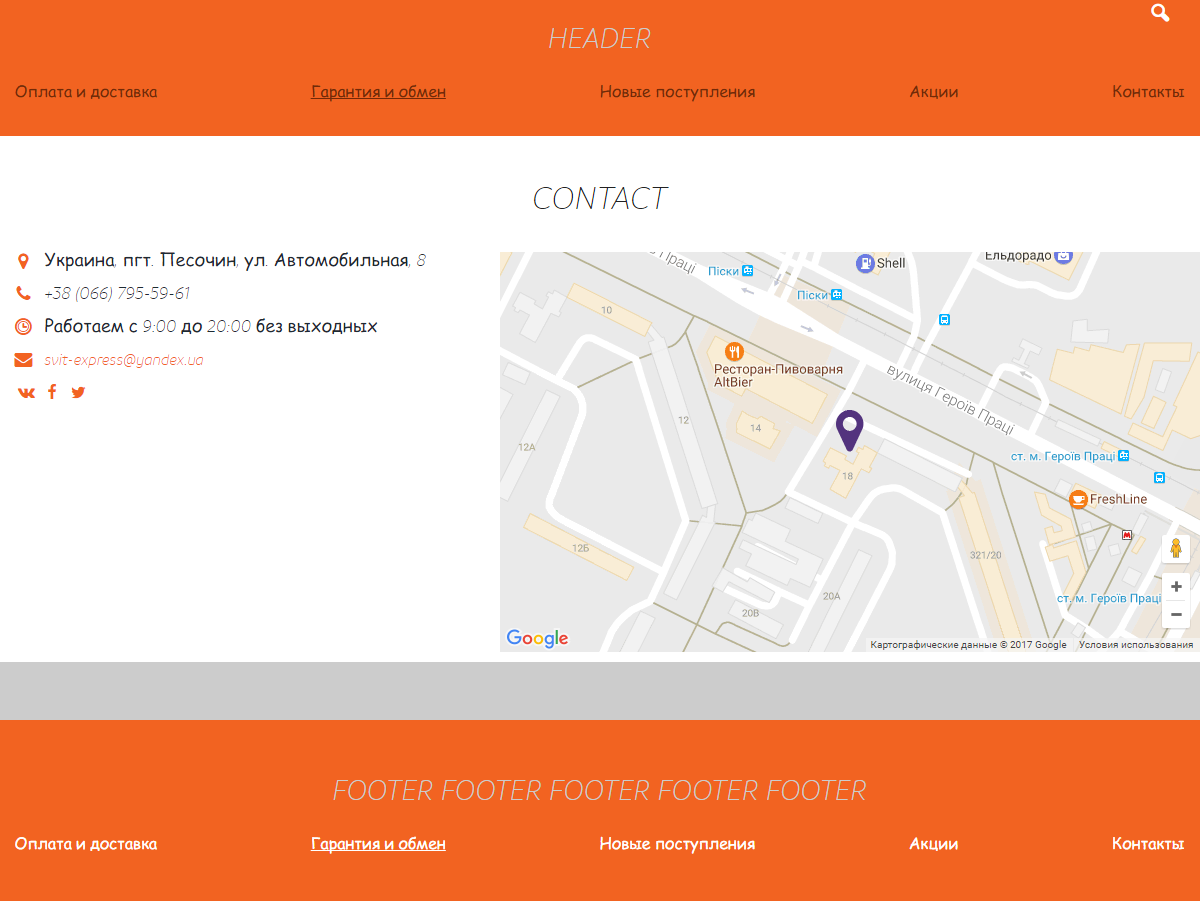 HEADER
Оплата и доставка
Гарантия и обмен
Новые поступления
Акции
Контакты
CONTACT
Украина, пгт. Песочин, ул. Автомобильная, 8
+38 (066) 795-59-61
Работаем с 9:00 до 20:00 без выходных
svit-express@yandex.ua
їв Праці
Піски
Піски
Shell
Ельдорадо
10
Ресторан-Пивоварня
AltBier
вулиця Героїв Праці
12
14
12А
18
ст. м. Героїв Праці
FreshLine
12Б
321/20
20А
20В
ст. м. Героїв Праці
Google
Картографические данные © 2017 Google
Условия использования
FOOTER FOOTER FOOTER FOOTER FOOTER
Оплата и доставка
Гарантия и обмен
Новые поступления
Акции
Контакты